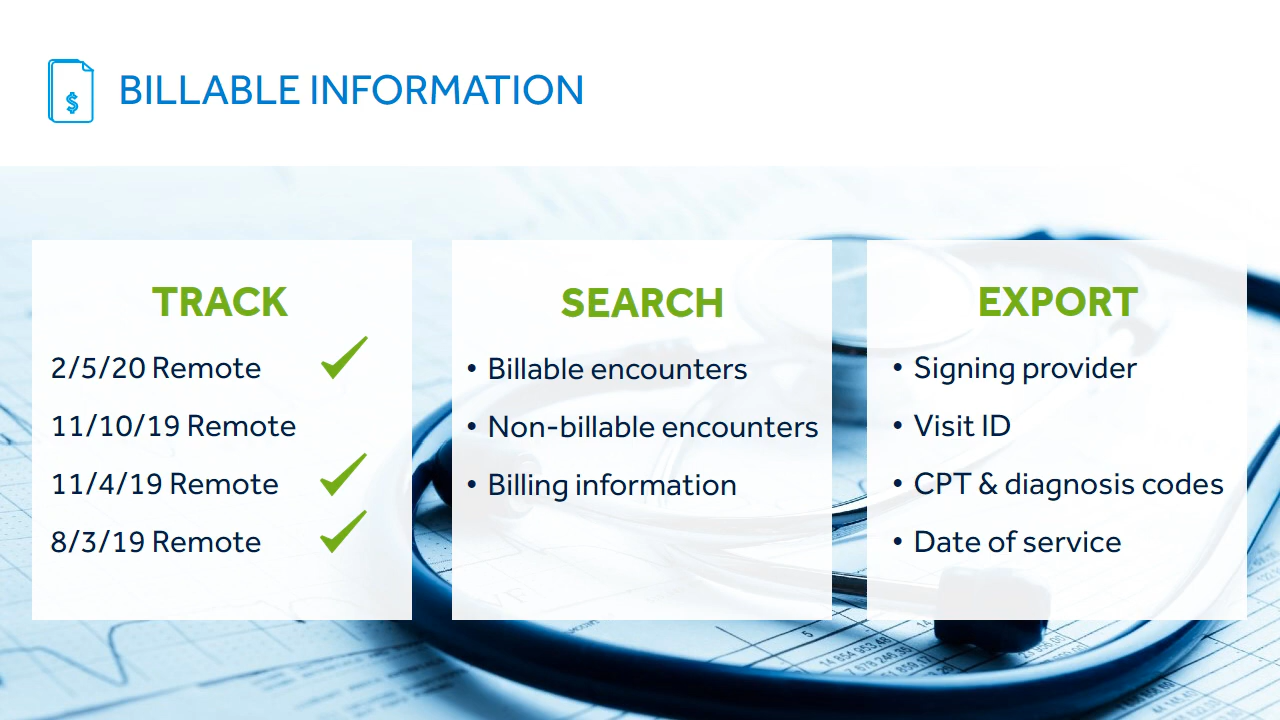 $
BILLABLE INFORMATION
TRACK
2/5/20 Remote
11/10/19 Remote
11/4/19 Remote
8/3/19 Remote
SEARCH
• Billable encounters
• Non-billable encounters
• Billing information
EXPORT
• Signing provider
• Visit ID
• CPT & diagnosis codes
• Date of service